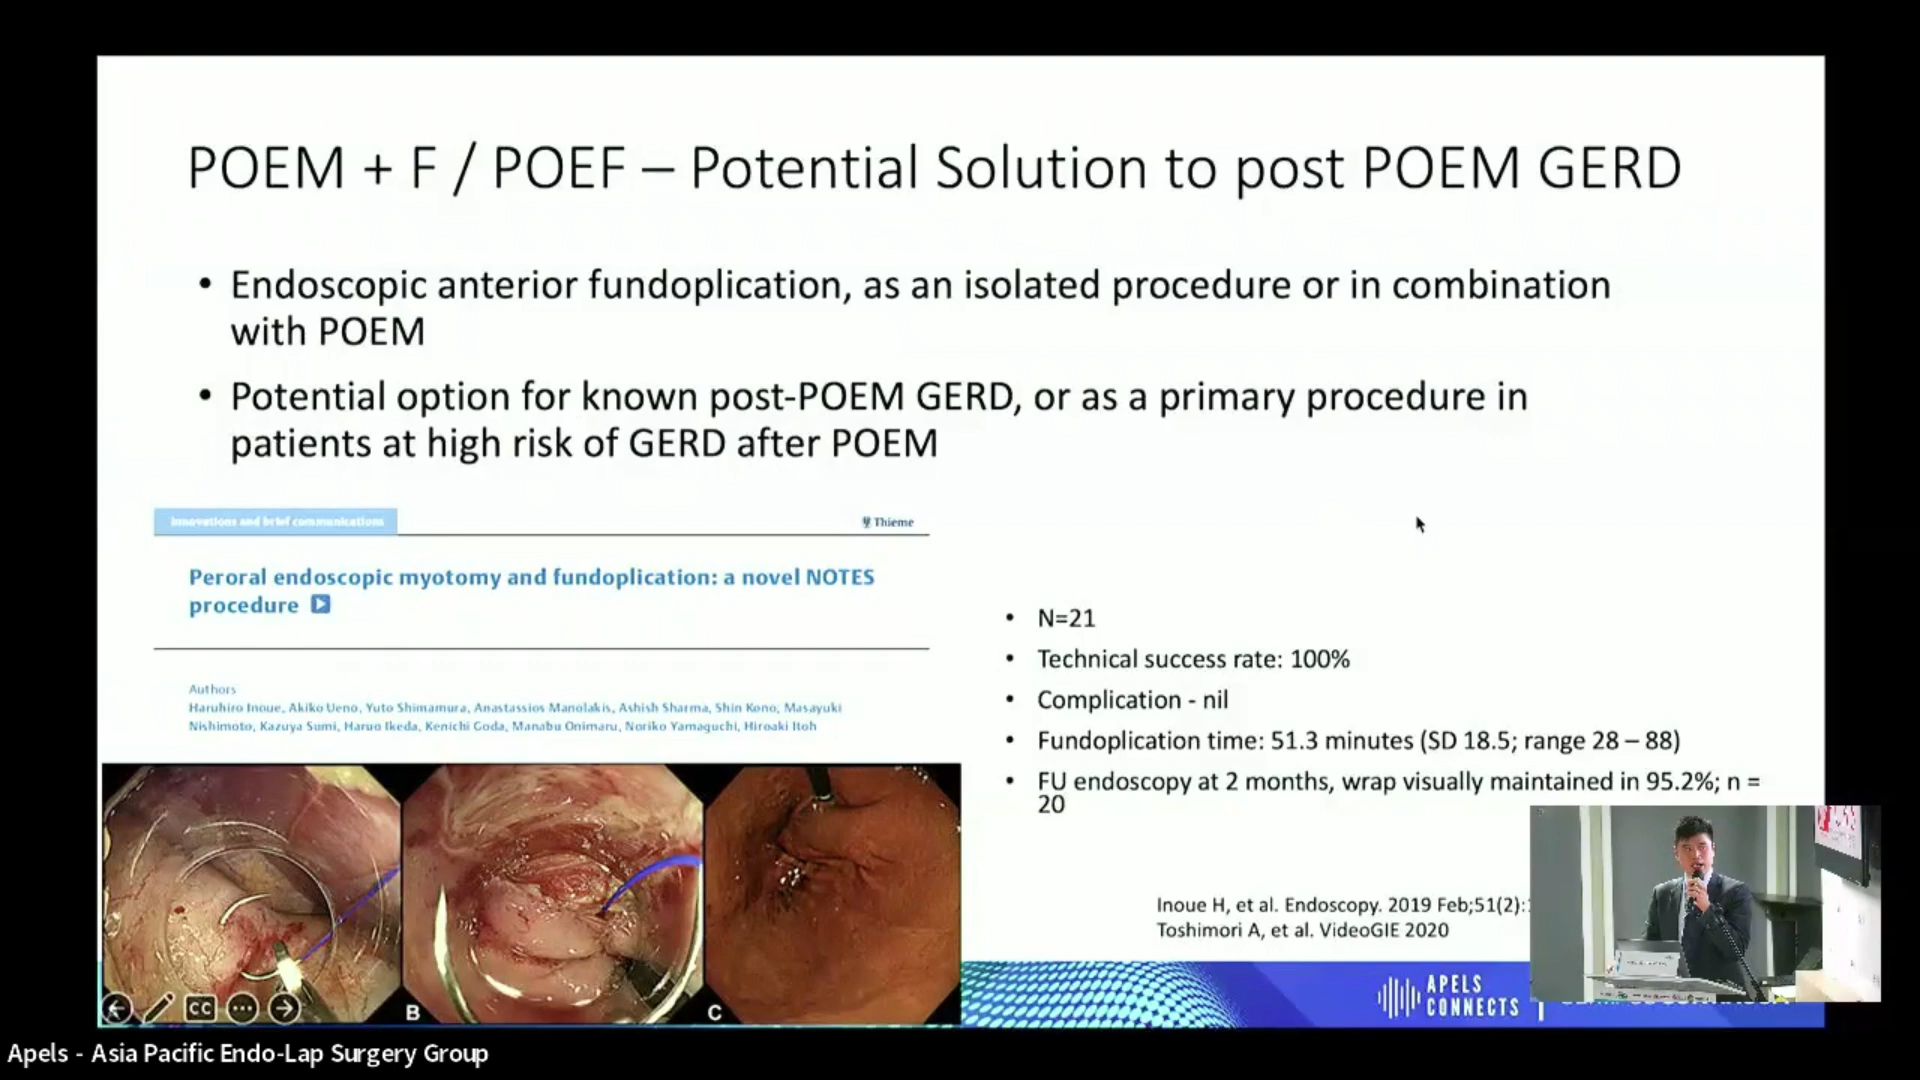 POEM + F / POEF – Potential Solution to post POEM GERD
• Endoscopic anterior fundoplication, as an isolated procedure or in combination
with POEM
• Potential option for known post-POEM GERD, or as a primary procedure in
patients at high risk of GERD after POEM
Innovations and brief communications
Thieme
Peroral endoscopic myotomy and fundoplication: a novel NOTES
procedure
Authors
Haruhiro Inoue, Akiko Ueno, Yuto Shimamura, Anastassios Manolakis, Ashish Sharma, Shin Kono, Masayuki
Nishimoto, Kazuya Sumi, Haruo Ikeda, Kenichi Goda, Manabu Onimaru, Noriko Yamaguchi, Hiroaki Itoh
• N=21
• Technical success rate: 100%
• Complication - nil
• Fundoplication time: 51.3 minutes (SD 18.5; range 28 – 88)
• FU endoscopy at 2 months, wrap visually maintained in 95.2%; n =
20
Inoue H, et al. Endoscopy. 2019 Feb;51(2):
Toshimori A, et al. VideoGIE 2020
CC
B
C
APELS
CONNECTS
Apels - Asia Pacific Endo-Lap Surgery Group